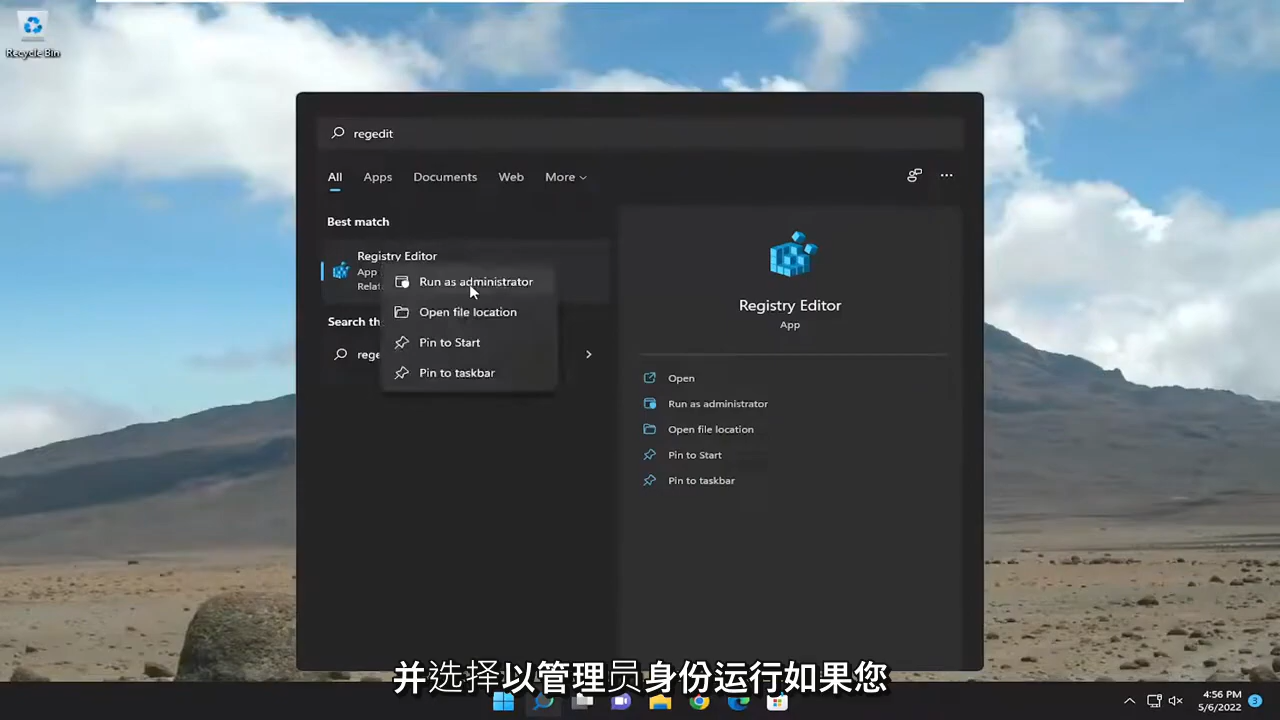 Recycle Bin
regedit
All Apps Documents Web More
Best match
Registry Editor
App
Run as administrator
Open file location
Search
Pin to Start
Pin to taskbar
Registry Editor
App
Open
Run as administrator
Open file location
Pin to Start
Pin to taskbar
并选择以管理员身份运行如果您
4:56 PM
5/6/2022
3